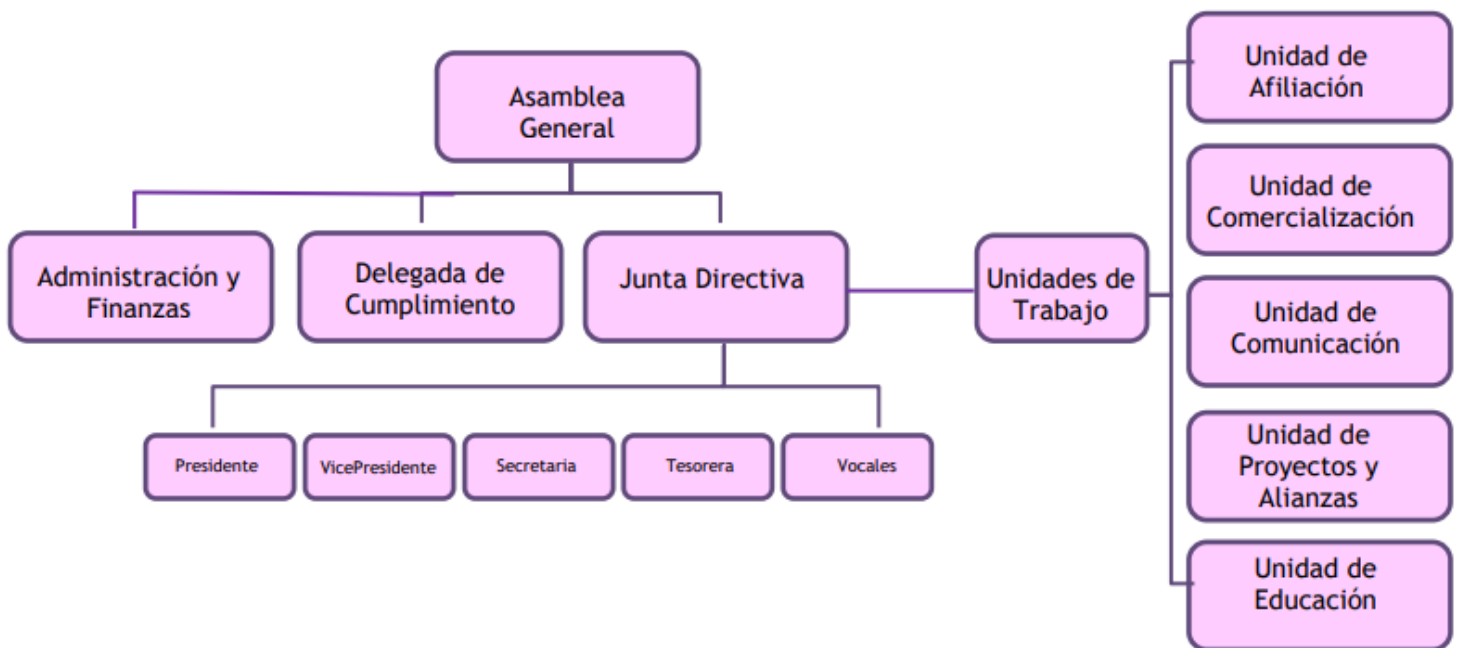 Asamblea
General
Administración y
Finanzas
Delegada de
Cumplimiento
Junta Directiva
Unidades de
Trabajo
Presidente
VicePresidente
Secretaria
Tesorera
Vocales
Unidad de
Afiliación
Unidad de
Comercialización
Unidad de
Comunicación
Unidad de
Proyectos y
Alianzas
Unidad de
Educación